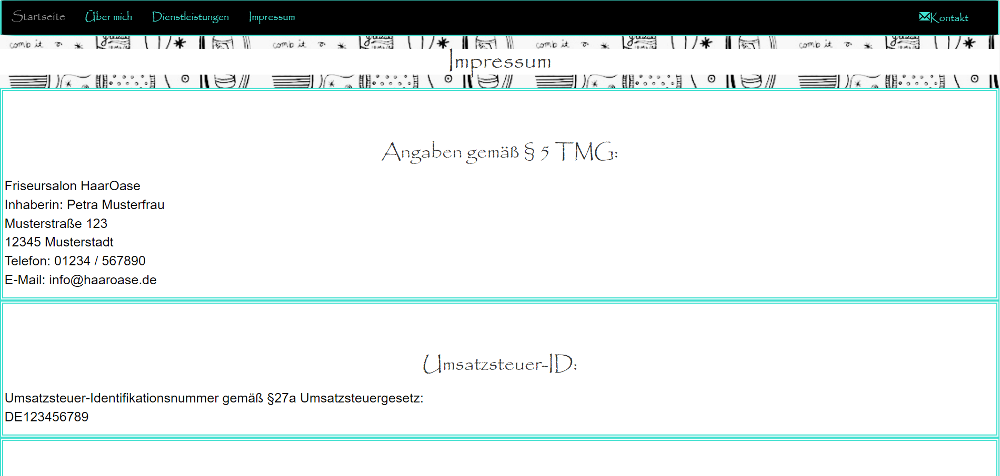 Startseite Über mich Dienstleistungen Impressum Kontakt
comb it comb it comb it comb it
Impressum
Angaben gemäß § 5 TMG:
Friseursalon HaarOase
Inhaberin: Petra Musterfrau
Musterstraße 123
12345 Musterstadt
Telefon: 01234 / 567890
E-Mail: info@haaroase.de
Umsatzsteuer-ID:
Umsatzsteuer-Identifikationsnummer gemäß §27a Umsatzsteuergesetz:
DE123456789